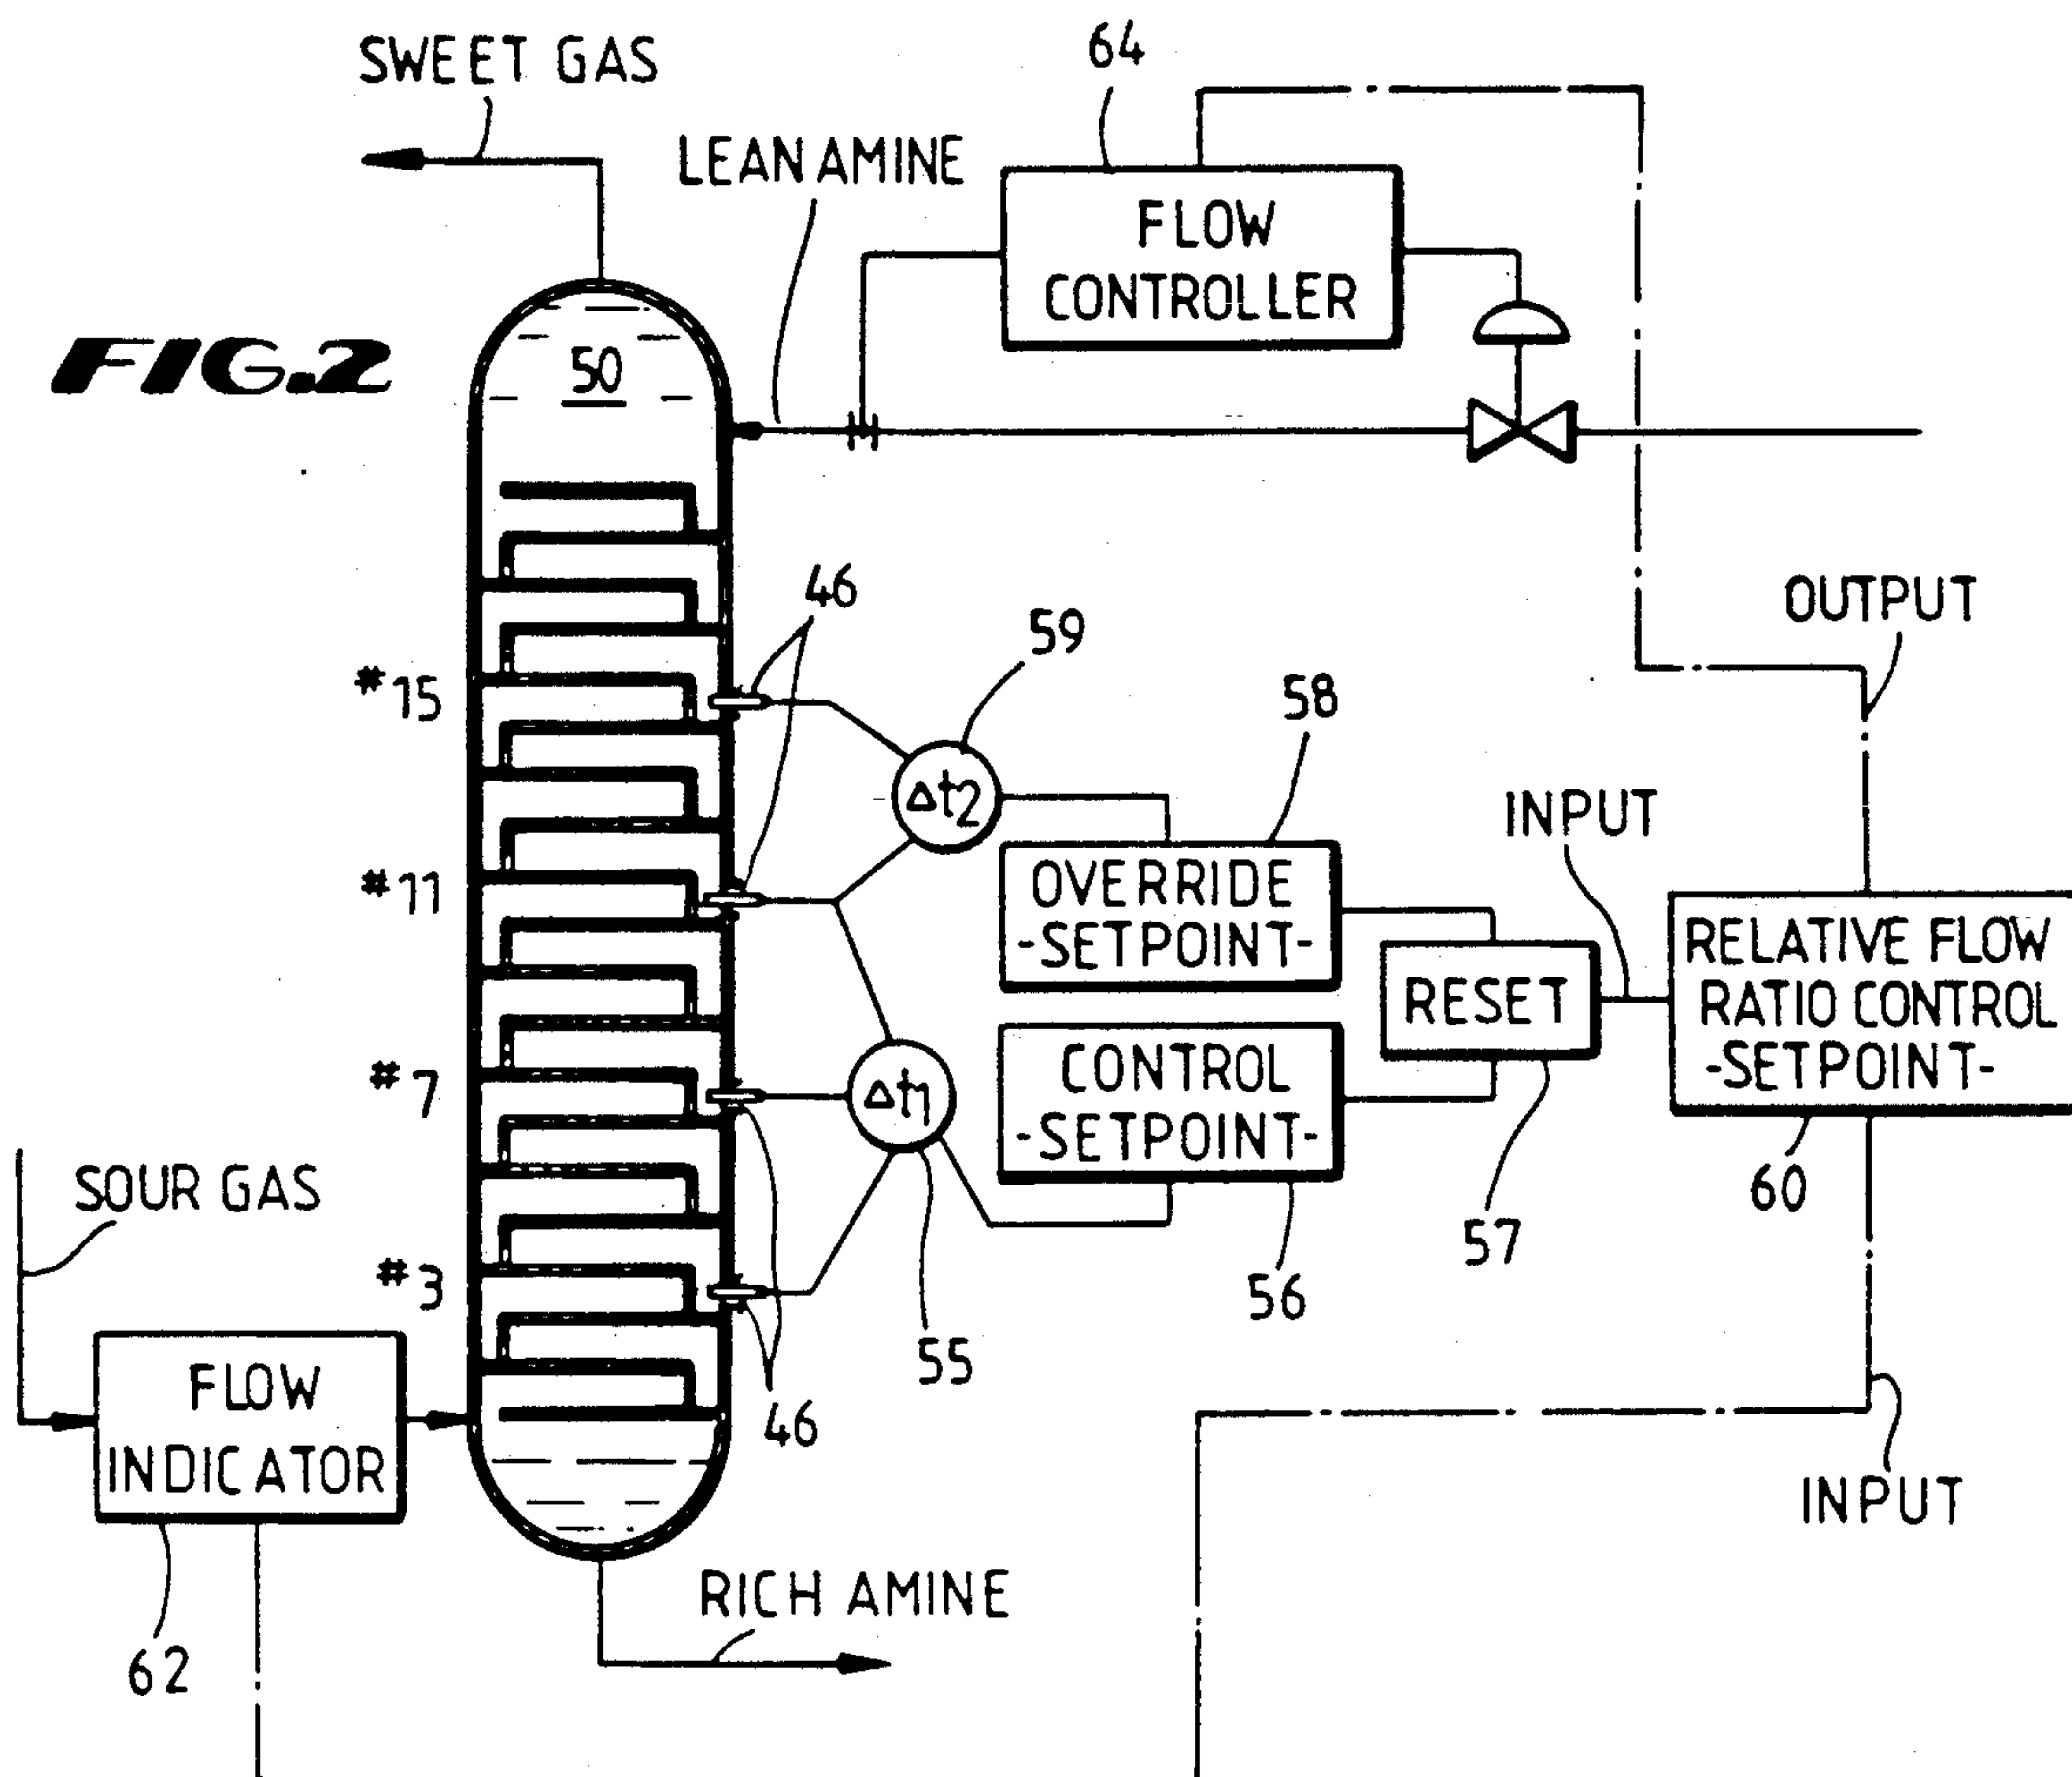 SWEET GAS
64
LEAN AMINE
FLOW
CONTROLLER
FIG.2
50
46
59
OUTPUT
#15
58
Δt2
INPUT
#11
OVERRIDE
-SETPOINT-
RELATIVE FLOW
RATIO CONTROL
-SETPOINT-
RESET
#7
Δt1
CONTROL
-SETPOINT-
SOUR GAS
60
57
#3
56
55
FLOW
INDICATOR
46
INPUT
RICH AMINE
62